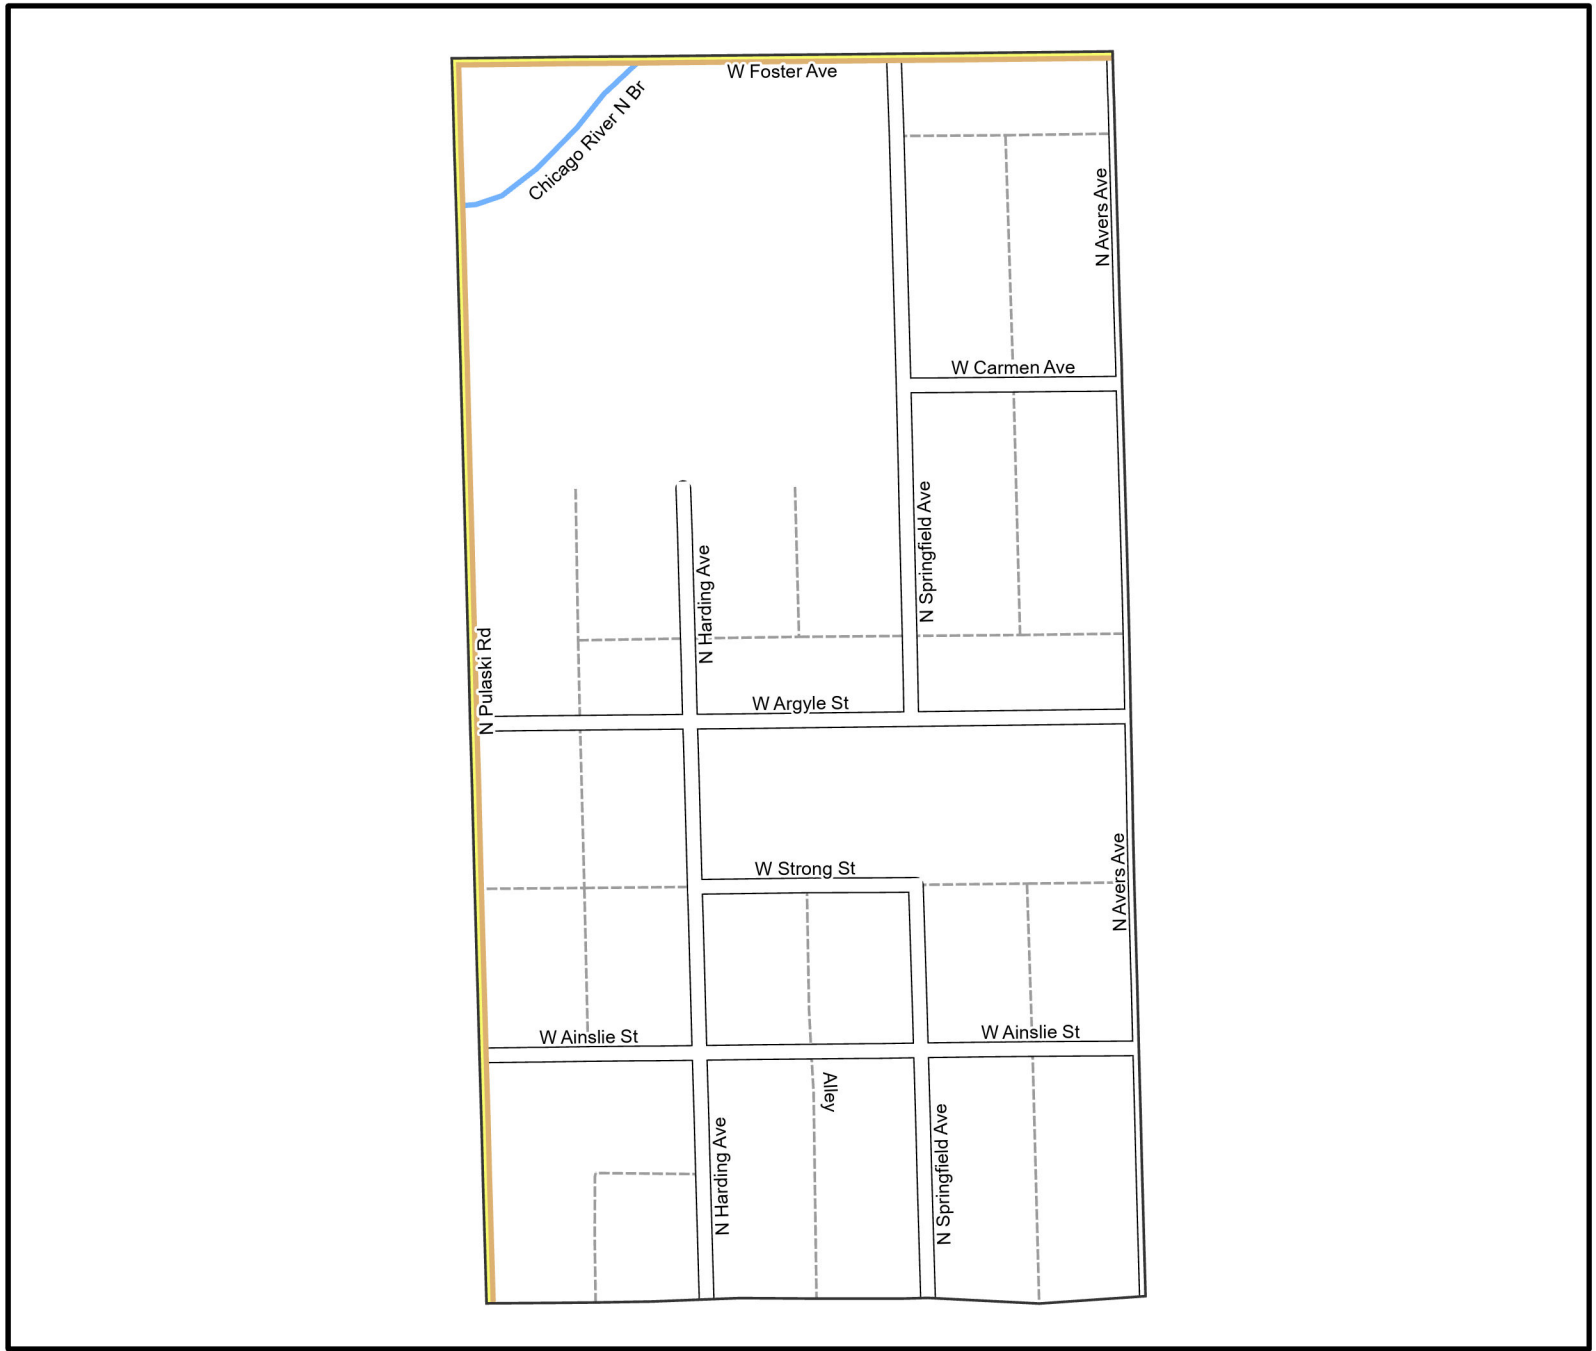 W Foster Ave
Chicago River N Br
N Avers Ave
W Carmen Ave
N Springfield Ave
N Harding Ave
N Pulaski Rd
W Argyle St
W Strong St
N Avers Ave
W Ainslie St
W Ainslie St
Alley
N Harding Ave
N Springfield Ave